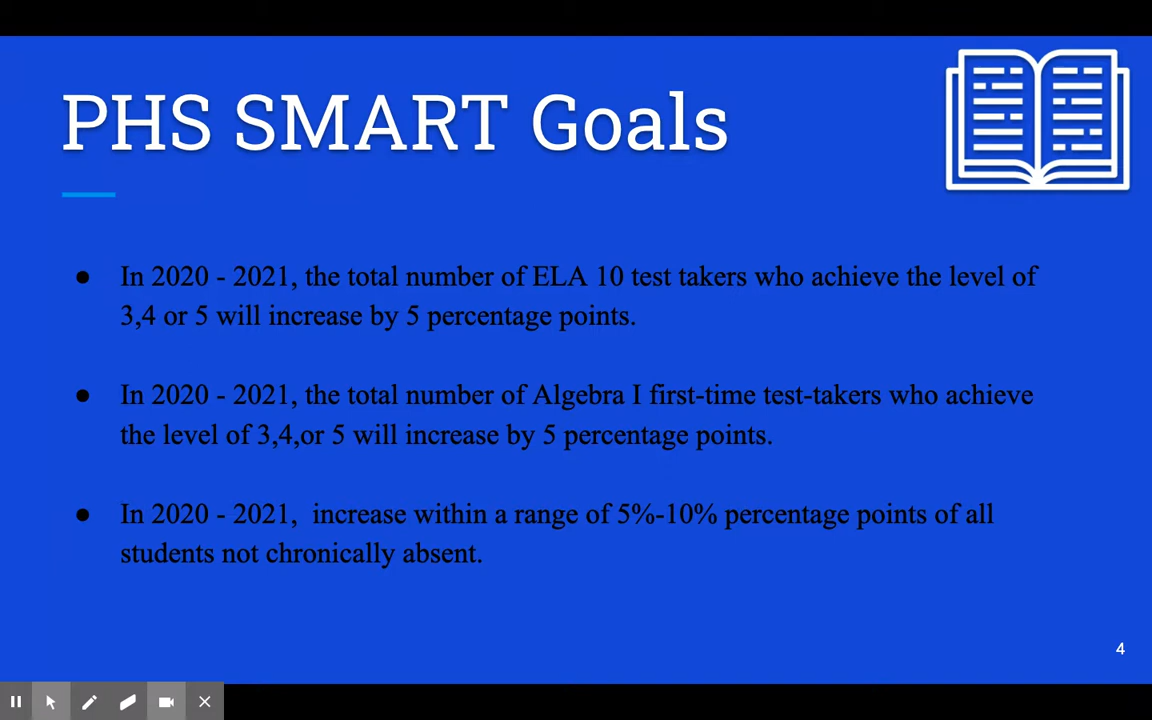 PHS SMART Goals
● In 2020 - 2021, the total number of ELA 10 test takers who achieve the level of
3,4 or 5 will increase by 5 percentage points.
● In 2020 - 2021, the total number of Algebra I first-time test-takers who achieve
the level of 3,4,or 5 will increase by 5 percentage points.
● In 2020 - 2021,  increase within a range of 5%-10% percentage points of all
students not chronically absent.
4